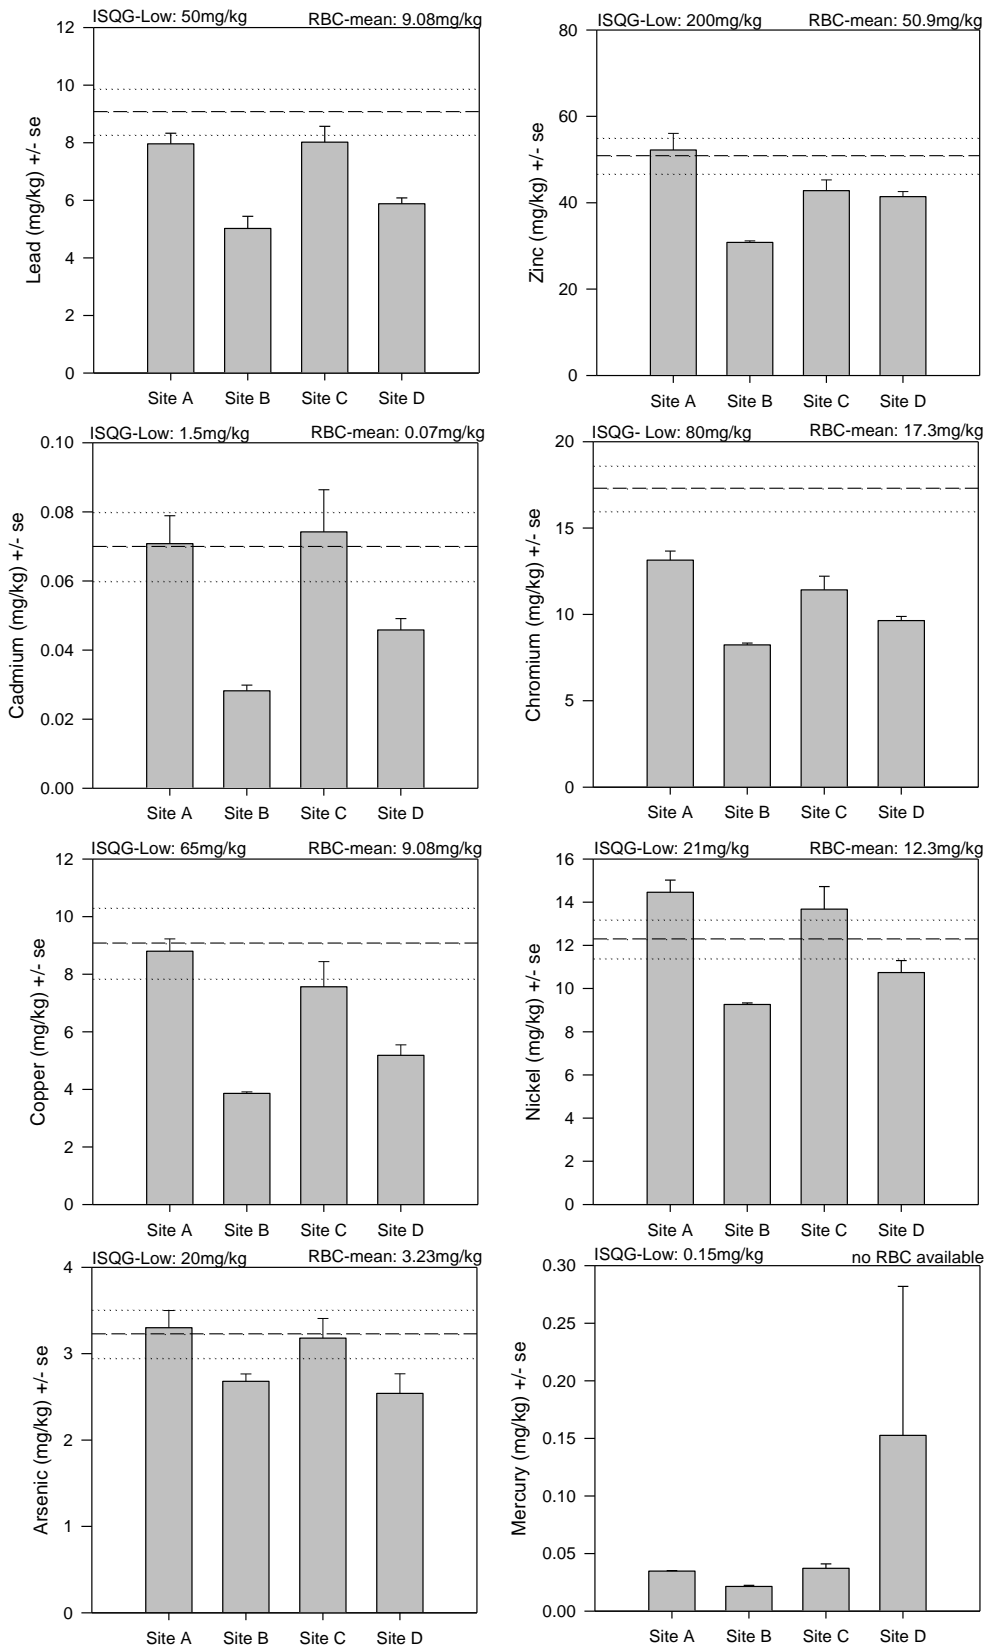 ISQG-Low: 50mg/kg RBC-mean: 9.08mg/kg
12
10
8
6
4
2
0
Lead (mg/kg) +/- se
Site A Site B Site C Site D
ISQG-Low: 200mg/kg RBC-mean: 50.9mg/kg
80
60
40
20
0
Zinc (mg/kg) +/- se
Site A Site B Site C Site D
ISQG-Low: 1.5mg/kg RBC-mean: 0.07mg/kg
0.10
0.08
0.06
0.04
0.02
0.00
Cadmium (mg/kg) +/- se
Site A Site B Site C Site D
ISQG- Low: 80mg/kg RBC-mean: 17.3mg/kg
20
15
10
5
0
Chromium (mg/kg) +/- se
Site A Site B Site C Site D
ISQG-Low: 65mg/kg RBC-mean: 9.08mg/kg
12
10
8
6
4
2
0
Copper (mg/kg) +/- se
Site A Site B Site C Site D
ISQG-Low: 21mg/kg RBC-mean: 12.3mg/kg
16
14
12
10
8
6
4
2
0
Nickel (mg/kg) +/- se
Site A Site B Site C Site D
ISQG-Low: 20mg/kg RBC-mean: 3.23mg/kg
4
3
2
1
0
Arsenic (mg/kg) +/- se
Site A Site B Site C Site D
ISQG-Low: 0.15mg/kg no RBC available
0.30
0.25
0.20
0.15
0.10
0.05
0.00
Mercury (mg/kg) +/- se
Site A Site B Site C Site D